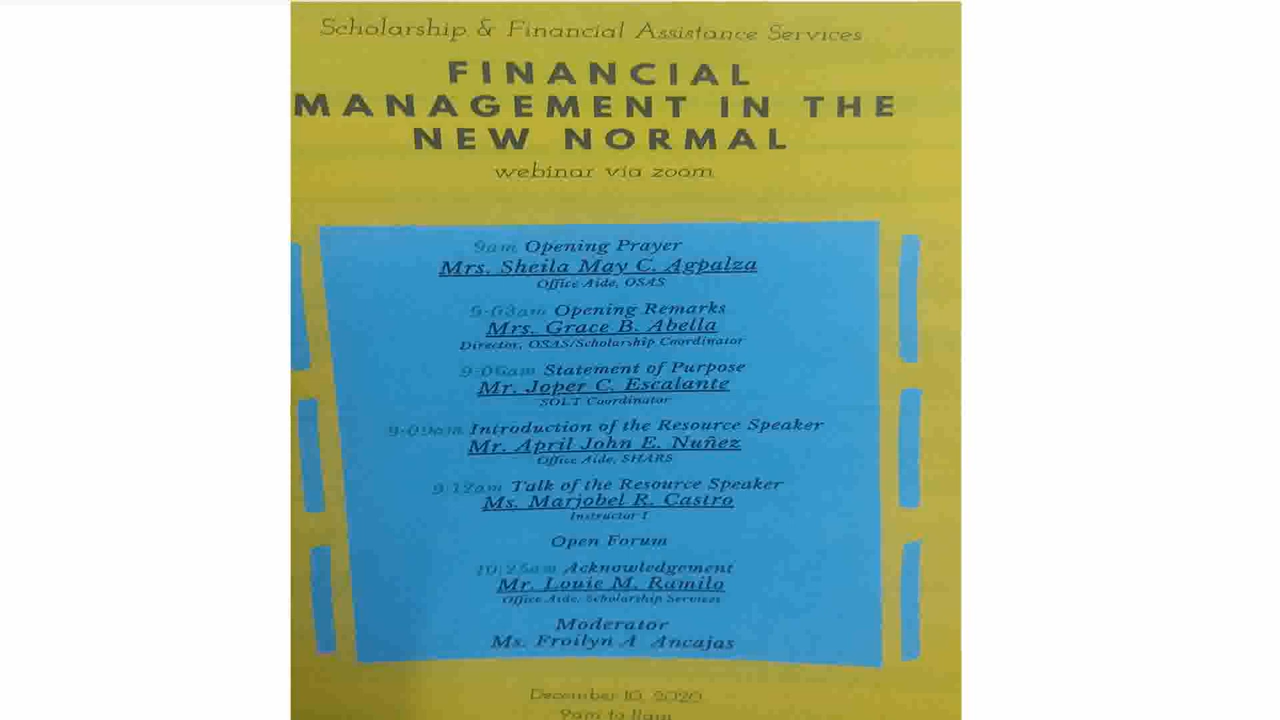 Scholarship & Financial Assistance Services
FINANCIAL
MANAGEMENT IN THE
NEW NORMAL
webinar via zoom
9am Opening Prayer
Mrs. Sheila May C. Agpalza
Office Aide, OSAS
9:03am Opening Remarks
Mrs. Grace B. Abella
Director, OSAS/Scholarship Coordinator
9:06am Statement of Purpose
Mr. Joper C. Escalante
SOLT Coordinator
9:09am Introduction of the Resource Speaker
Mr. April John E. Nuñez
Office Aide, SHARS
9:12am Talk of the Resource Speaker
Ms. Marjobel R. Castro
Instructor I
Open Forum
10:25am Acknowledgement
Mr. Louie M. Ramilo
Office Aide, Scholarship Services
Moderator
Ms. Froilyn A Ancajas
December 10, 2020
9am to 11am